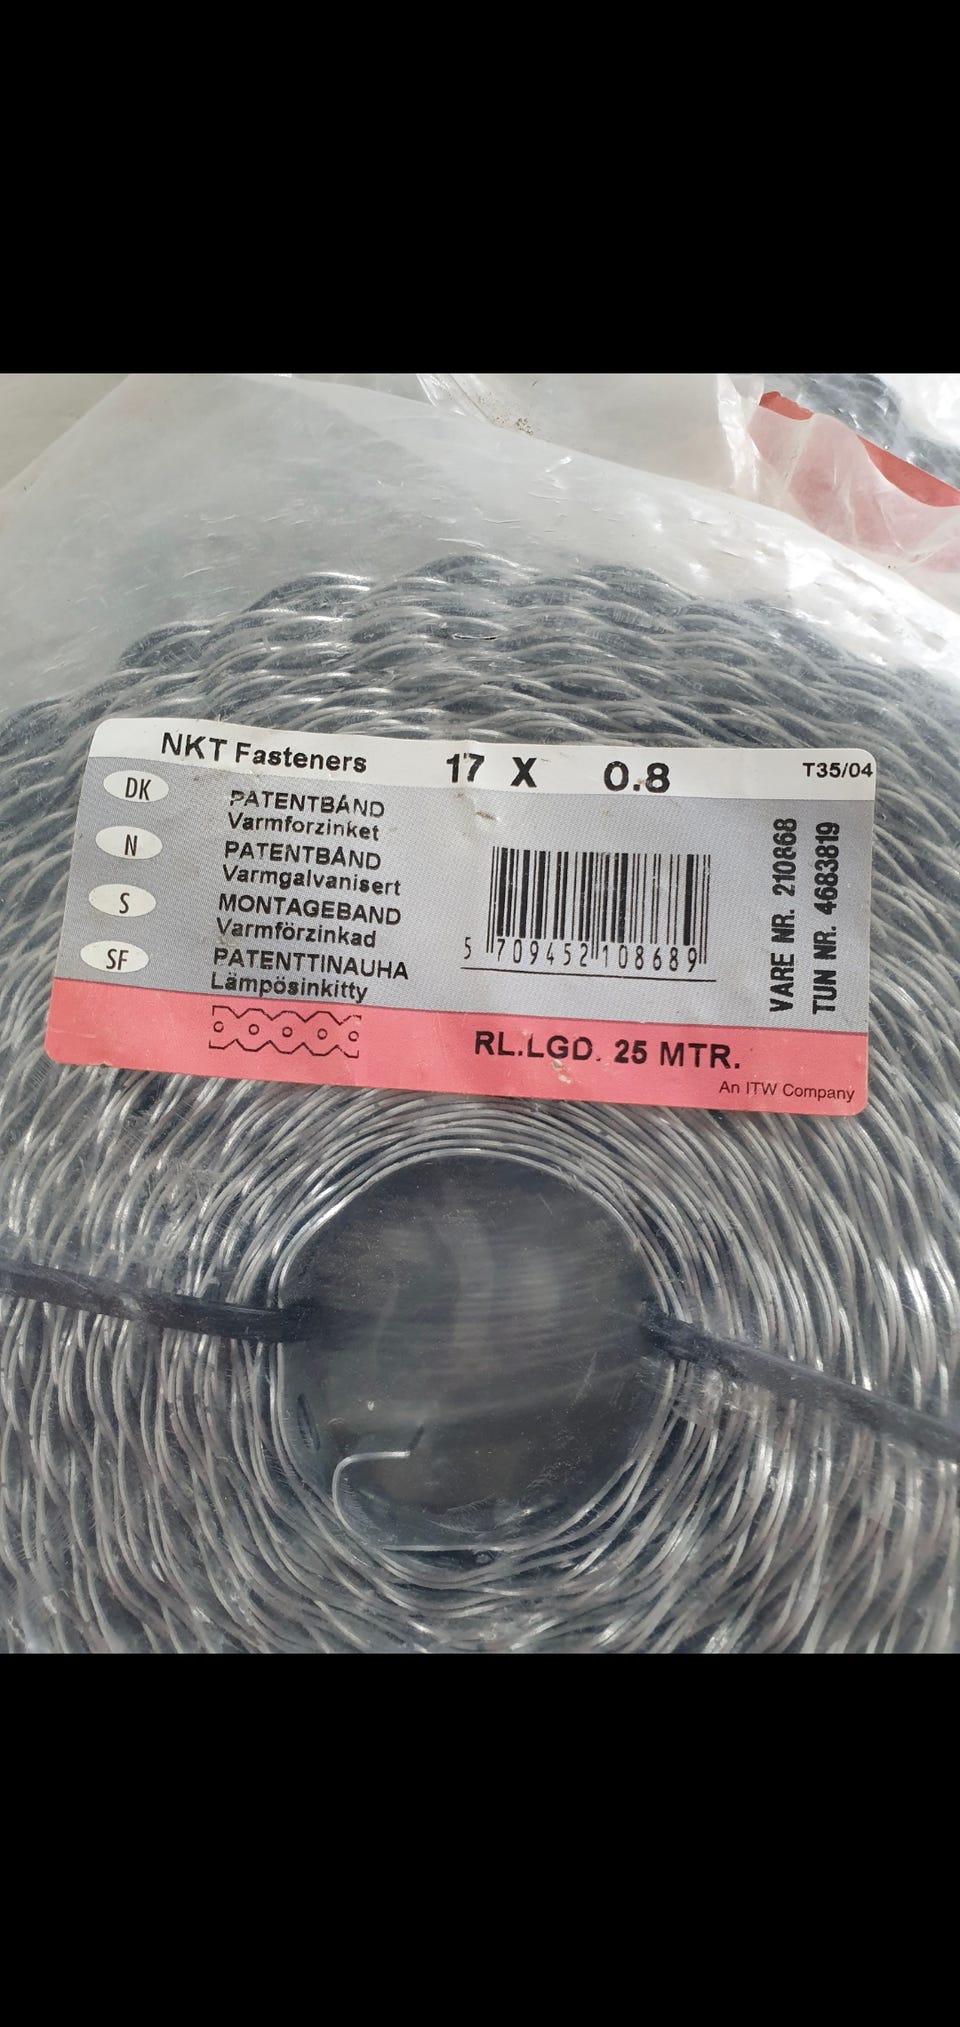 NKT Fasteners 17 X 0.8 T35/04
DK PATENTBÅND
Varmforzinket
N PATENTBÅND
Varmgalvanisert
S MONTAGEBAND
Varmförzinkad
SF PATENTTINAUHA
Lämpösinkitty
5 709452 108689
VARE NR. 210868
TUN NR. 4683819
RL.LGD. 25 MTR.
An ITW Company